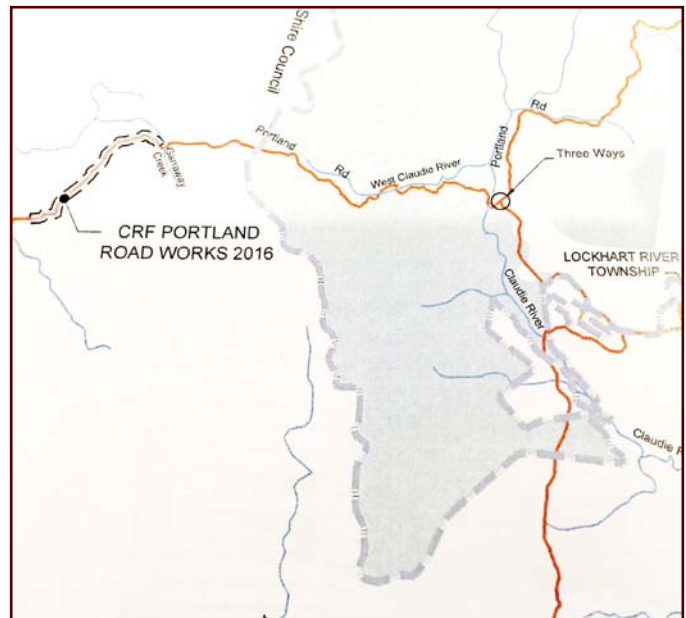 Shire Council
Portland
Rd
West Claudie River
Portland
Rd
Three Ways
Garraway
Creek
CRF PORTLAND
ROAD WORKS 2016
LOCKHART RIVER
TOWNSHIP
Claudie River
Claudie R